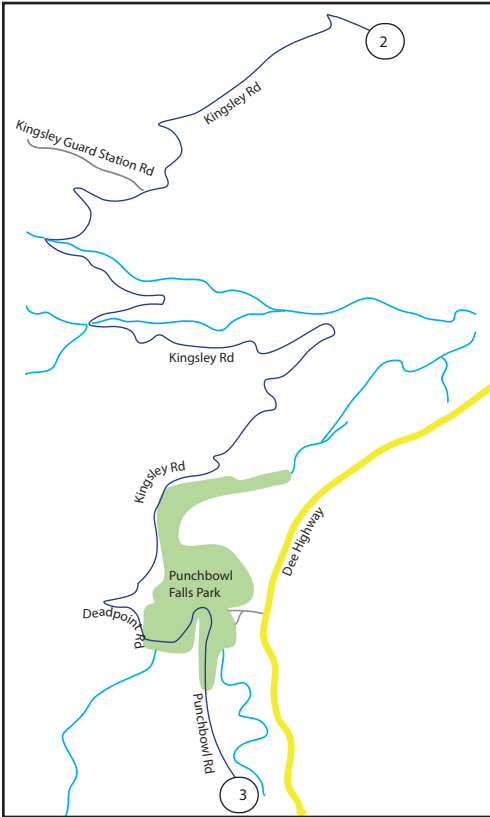 2
Kingsley Rd
Kingsley Guard Station Rd
Kingsley Rd
Kingsley Rd
Dee Highway
Punchbowl
Falls Park
Deadpoint Rd
Punchbowl Rd
3